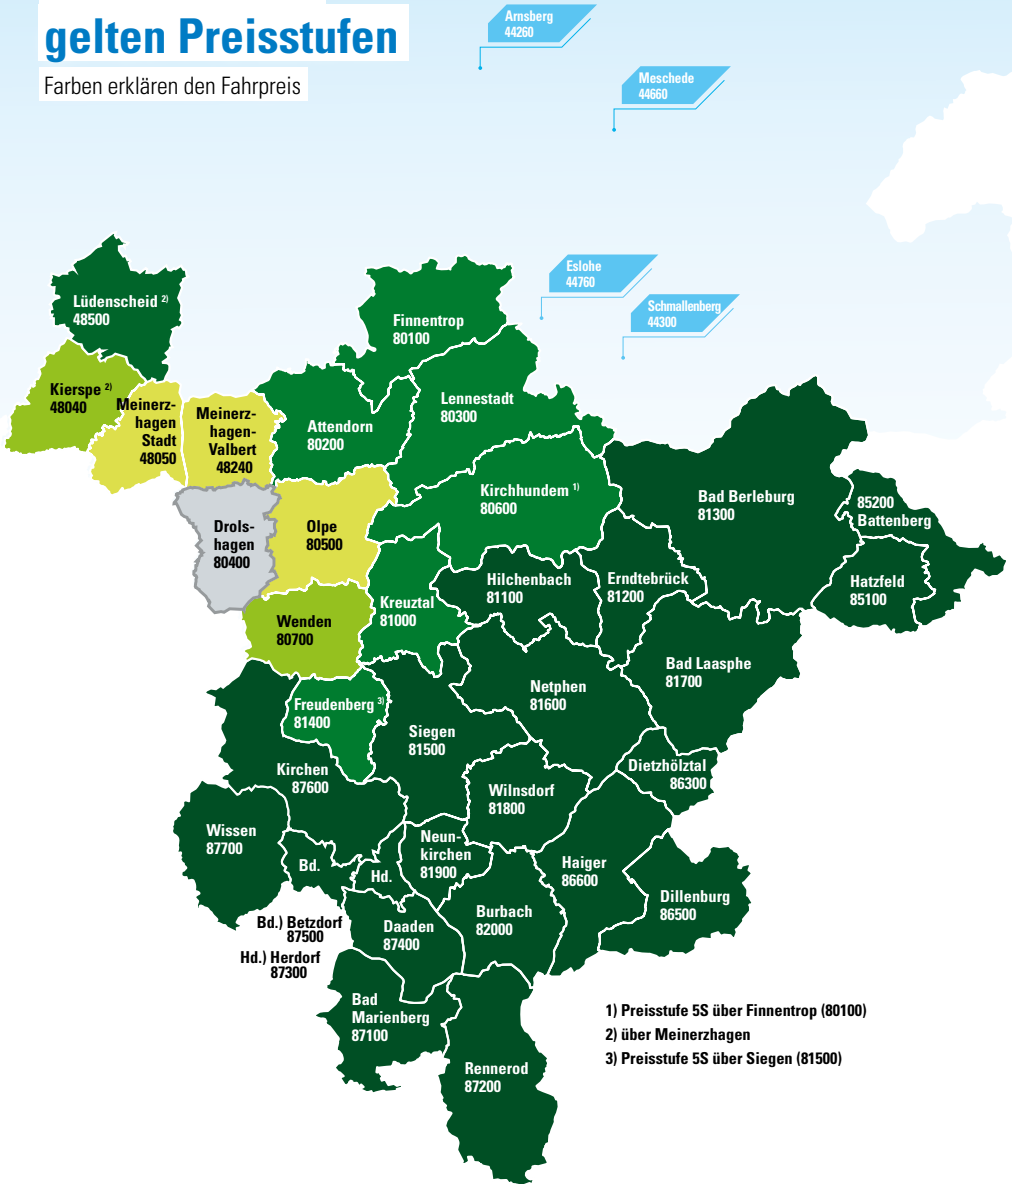 gelten Preisstufen
Farben erklären den Fahrpreis
Arnsberg
44260
Meschede
44660
Eslohe
44760
Schmallenberg
44300
Lüdenscheid 2)
48500
Finnentrop
80100
Kierspe 2)
48040
Meinerz-
hagen
Stadt
48050
Meinerz-
hagen-
Valbert
48240
Attendorn
80200
Lennestadt
80300
Kirchhundem 1)
80600
Bad Berleburg
81300
85200
Battenberg
Drols-
hagen
80400
Olpe
80500
Hilchenbach
81100
Erndtebrück
81200
Hatzfeld
85100
Wenden
80700
Kreuztal
81000
Bad Laasphe
81700
Netphen
81600
Freudenberg 3)
81400
Siegen
81500
Kirchen
87600
Dietzhölztal
86300
Wilnsdorf
81800
Wissen
87700
Bd.
Hd.
Neun-
kirchen
81900
Haiger
86600
Dillenburg
86500
Burbach
82000
Daaden
87400
Bd.) Betzdorf
87500
Hd.) Herdorf
87300
Bad
Marienberg
87100
Rennerod
87200
1) Preisstufe 5S über Finnentrop (80100)
2) über Meinerzhagen
3) Preisstufe 5S über Siegen (81500)